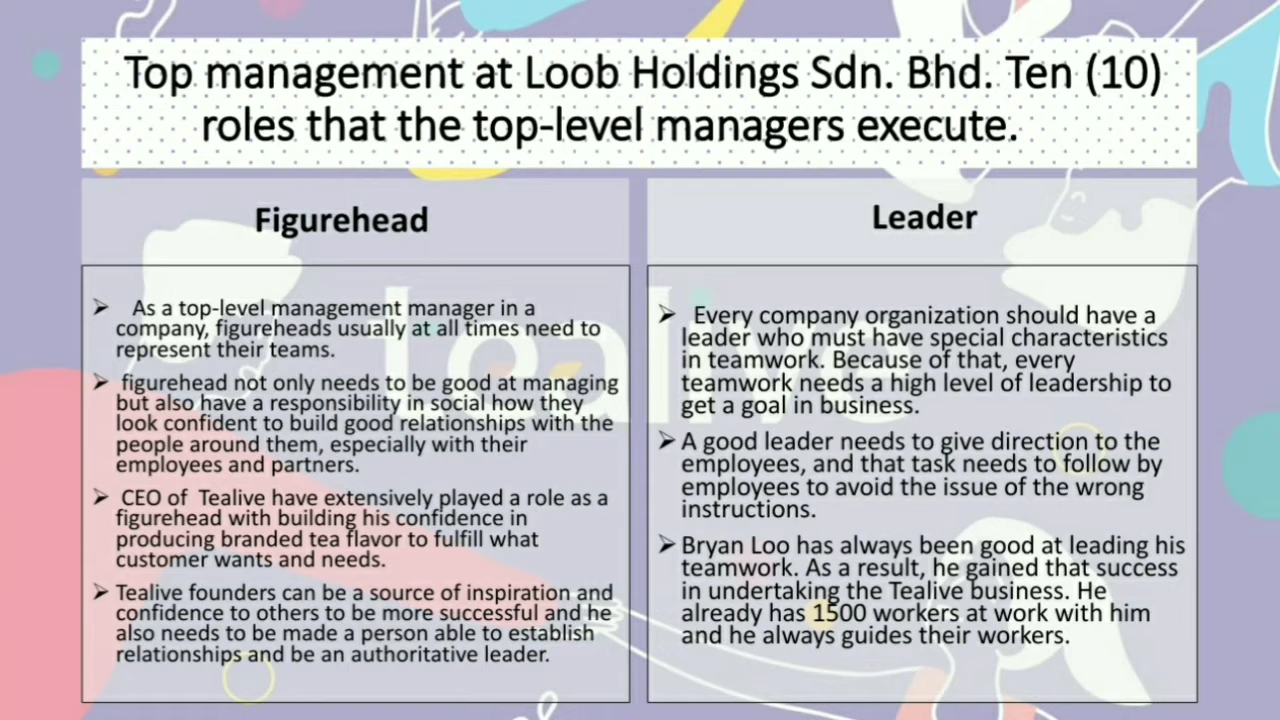 Top management at Loob Holdings Sdn. Bhd. Ten (10)
roles that the top-level managers execute.
Figurehead
➢ As a top-level management manager in a
company, figureheads usually at all times need to
represent their teams.
➢ figurehead not only needs to be good at managing
but also have a responsibility in social how they
look confident to build good relationships with the
people around them, especially with their
employees and partners.
➢ CEO of Tealive have extensively played a role as a
figurehead with building his confidence in
producing branded tea flavor to fulfill what
customer wants and needs.
➢ Tealive founders can be a source of inspiration and
confidence to others to be more successful and he
also needs to be made a person able to establish
relationships and be an authoritative leader.
Leader
➢ Every company organization should have a
leader who must have special characteristics
in teamwork. Because of that, every
teamwork needs a high level of leadership to
get a goal in business.
➢ A good leader needs to give direction to the
employees, and that task needs to follow by
employees to avoid the issue of the wrong
instructions.
➢ Bryan Loo has always been good at leading his
teamwork. As a result, he gained that success
in undertaking the Tealive business. He
already has 1500 workers at work with him
and he always guides their workers.
tealive